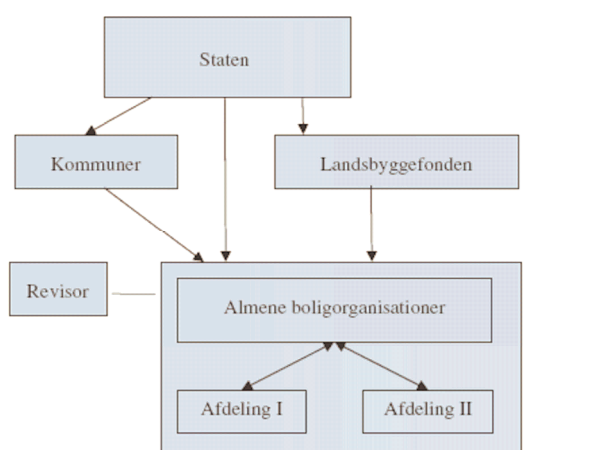 Staten
Kommuner
Landsbyggefonden
Revisor
Almene boligorganisationer
Afdeling I
Afdeling II